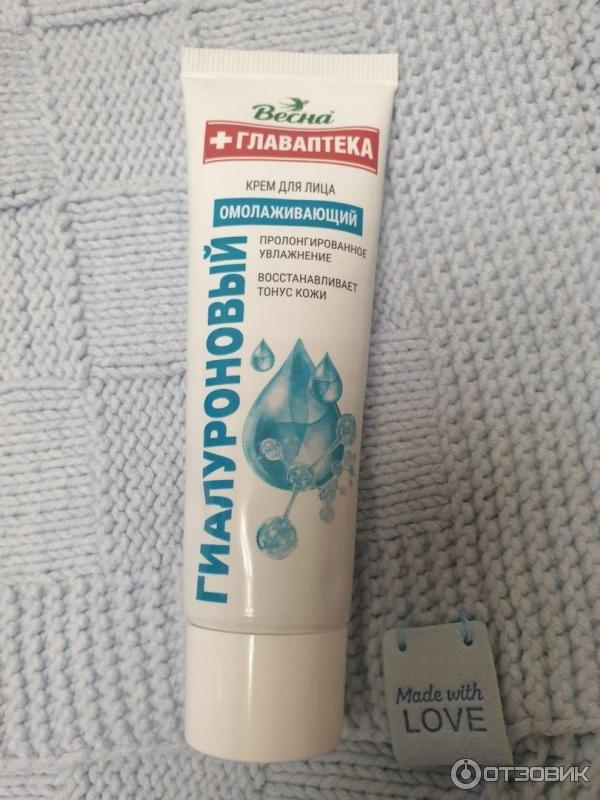 Весна
ГЛАВАПТЕКА
КРЕМ ДЛЯ ЛИЦА
ОМОЛАЖИВАЮЩИЙ
ПРОЛОНГИРОВАННОЕ
УВЛАЖНЕНИЕ
ВОССТАНАВЛИВАЕТ
ТОНУС КОЖИ
ГИАЛУРОНОВЫЙ
Made with
LOVE
ОТЗОВИК